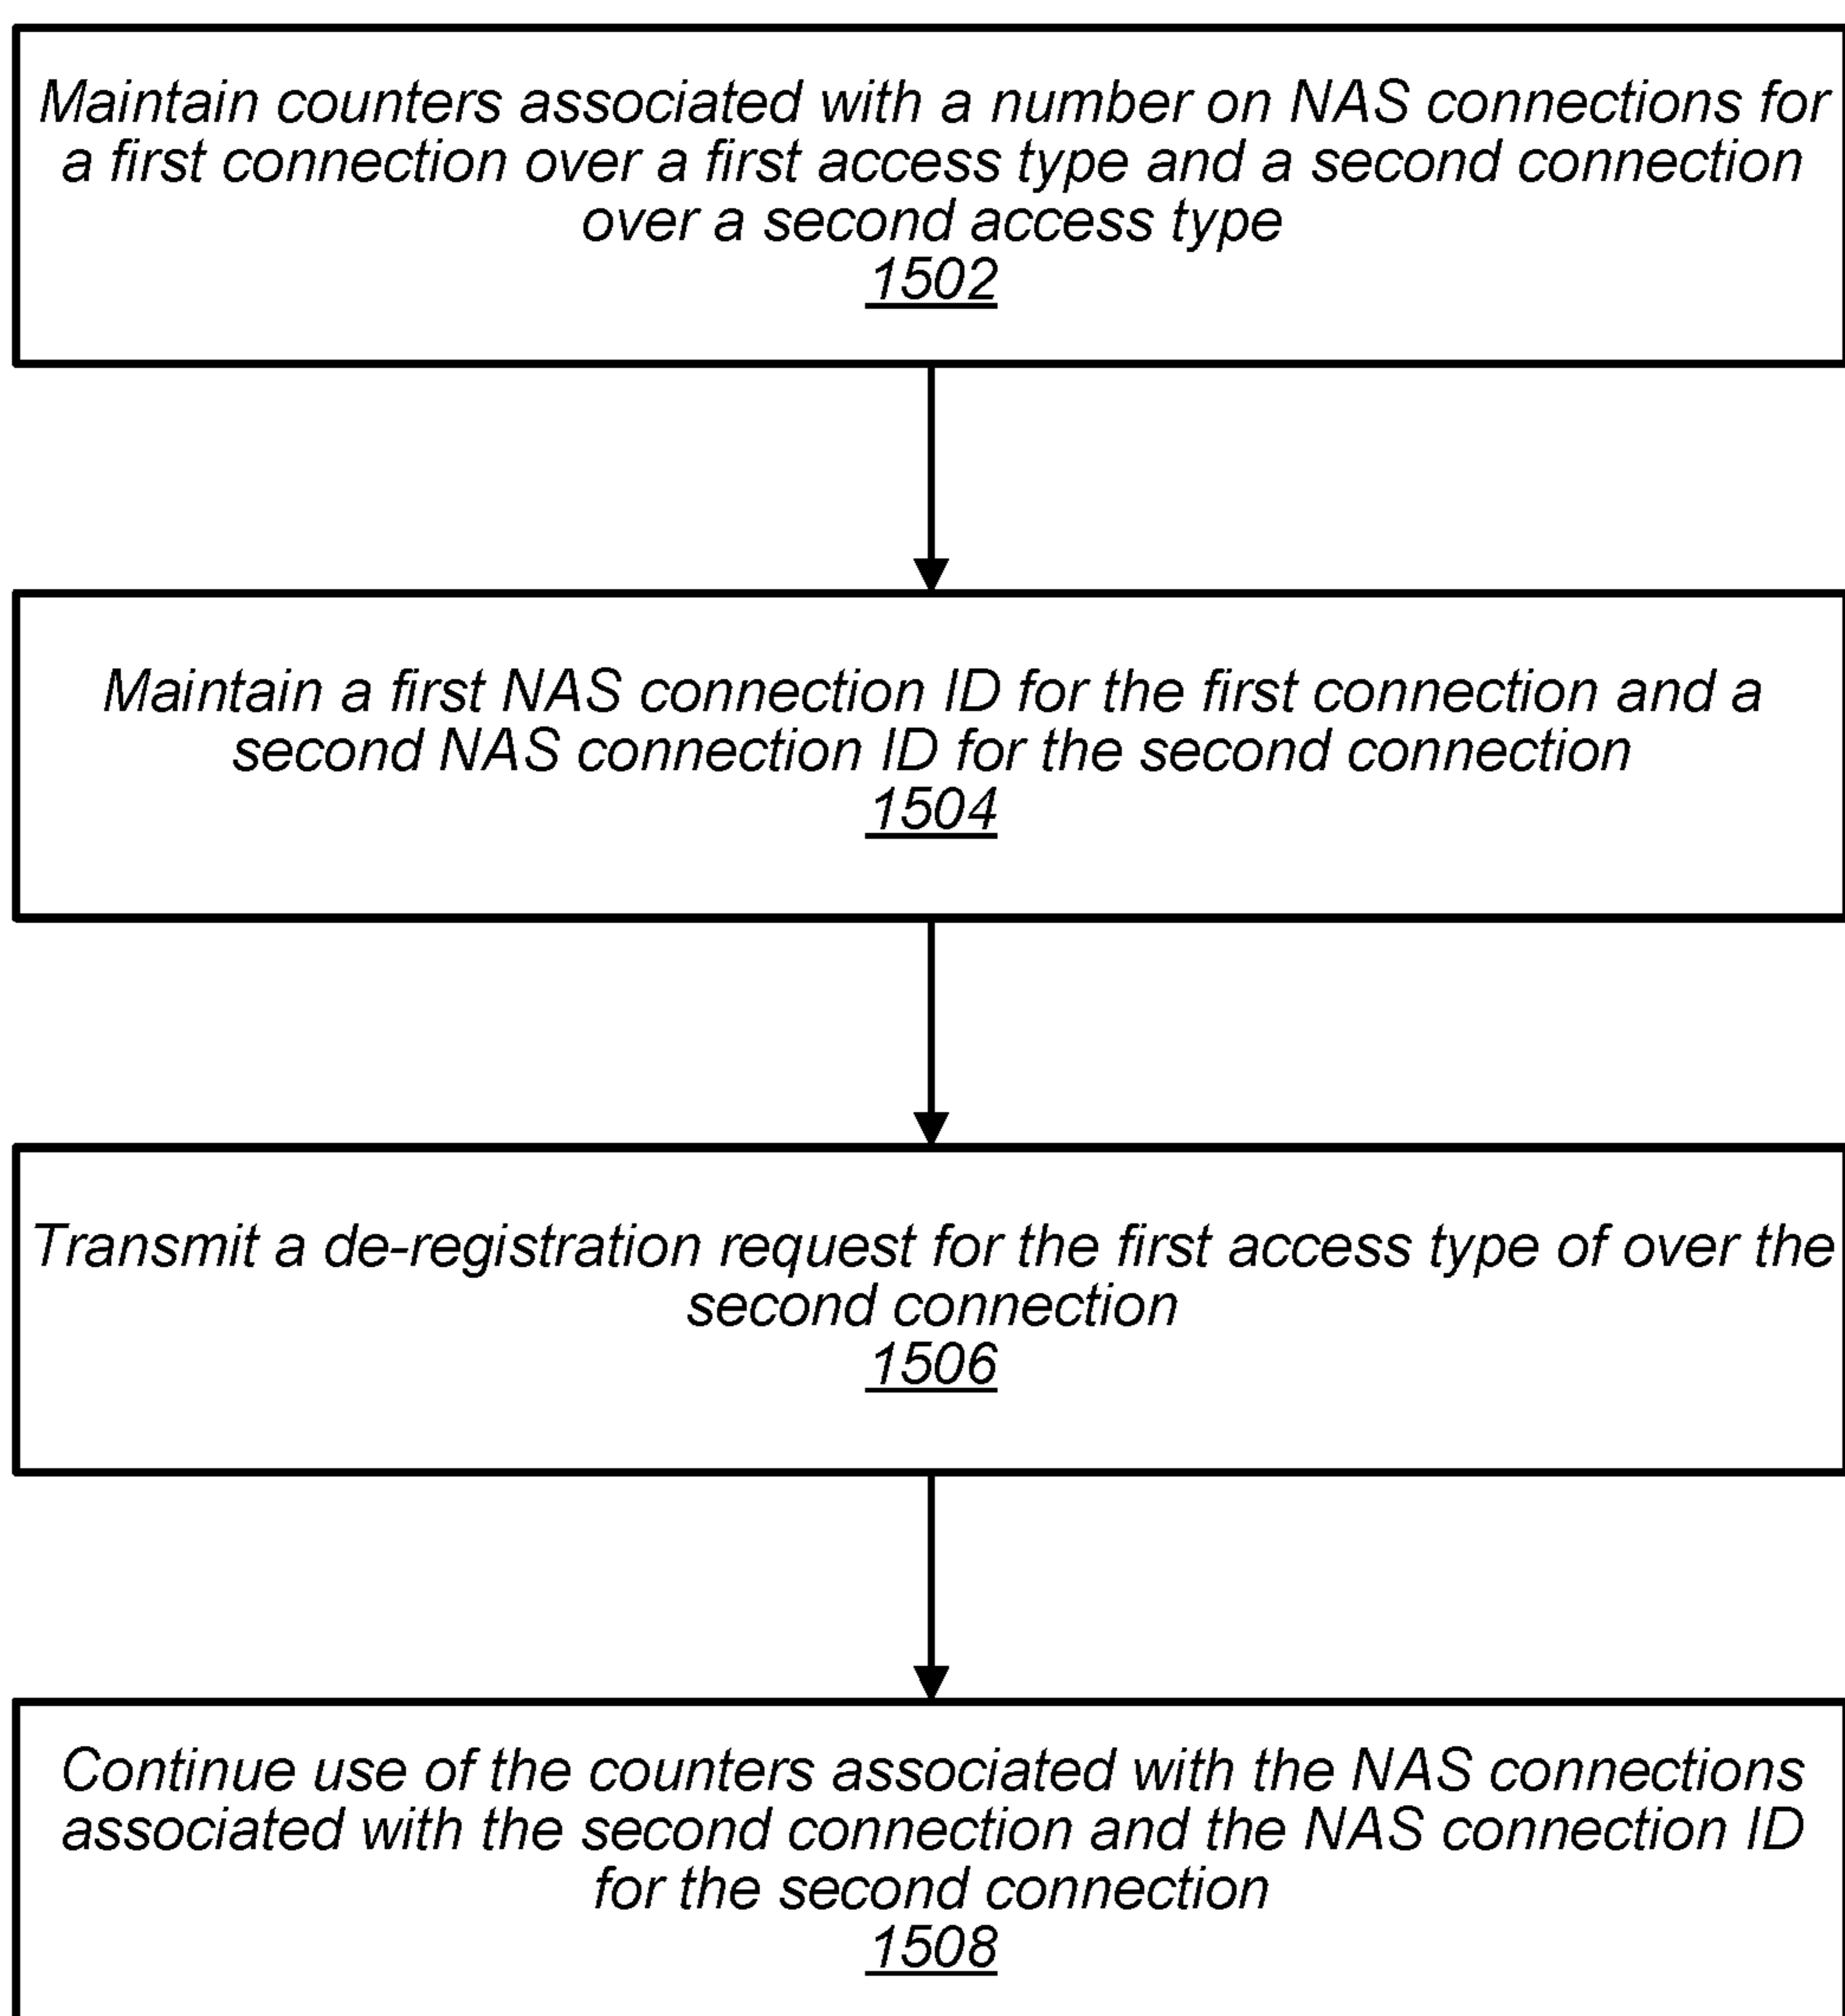 Maintain counters associated with a number on NAS connections for
a first connection over a first access type and a second connection
over a second access type
1502
Maintain a first NAS connection ID for the first connection and a
second NAS connection ID for the second connection
1504
Transmit a de-registration request for the first access type of over the
second connection
1506
Continue use of the counters associated with the NAS connections
associated with the second connection and the NAS connection ID
for the second connection
1508